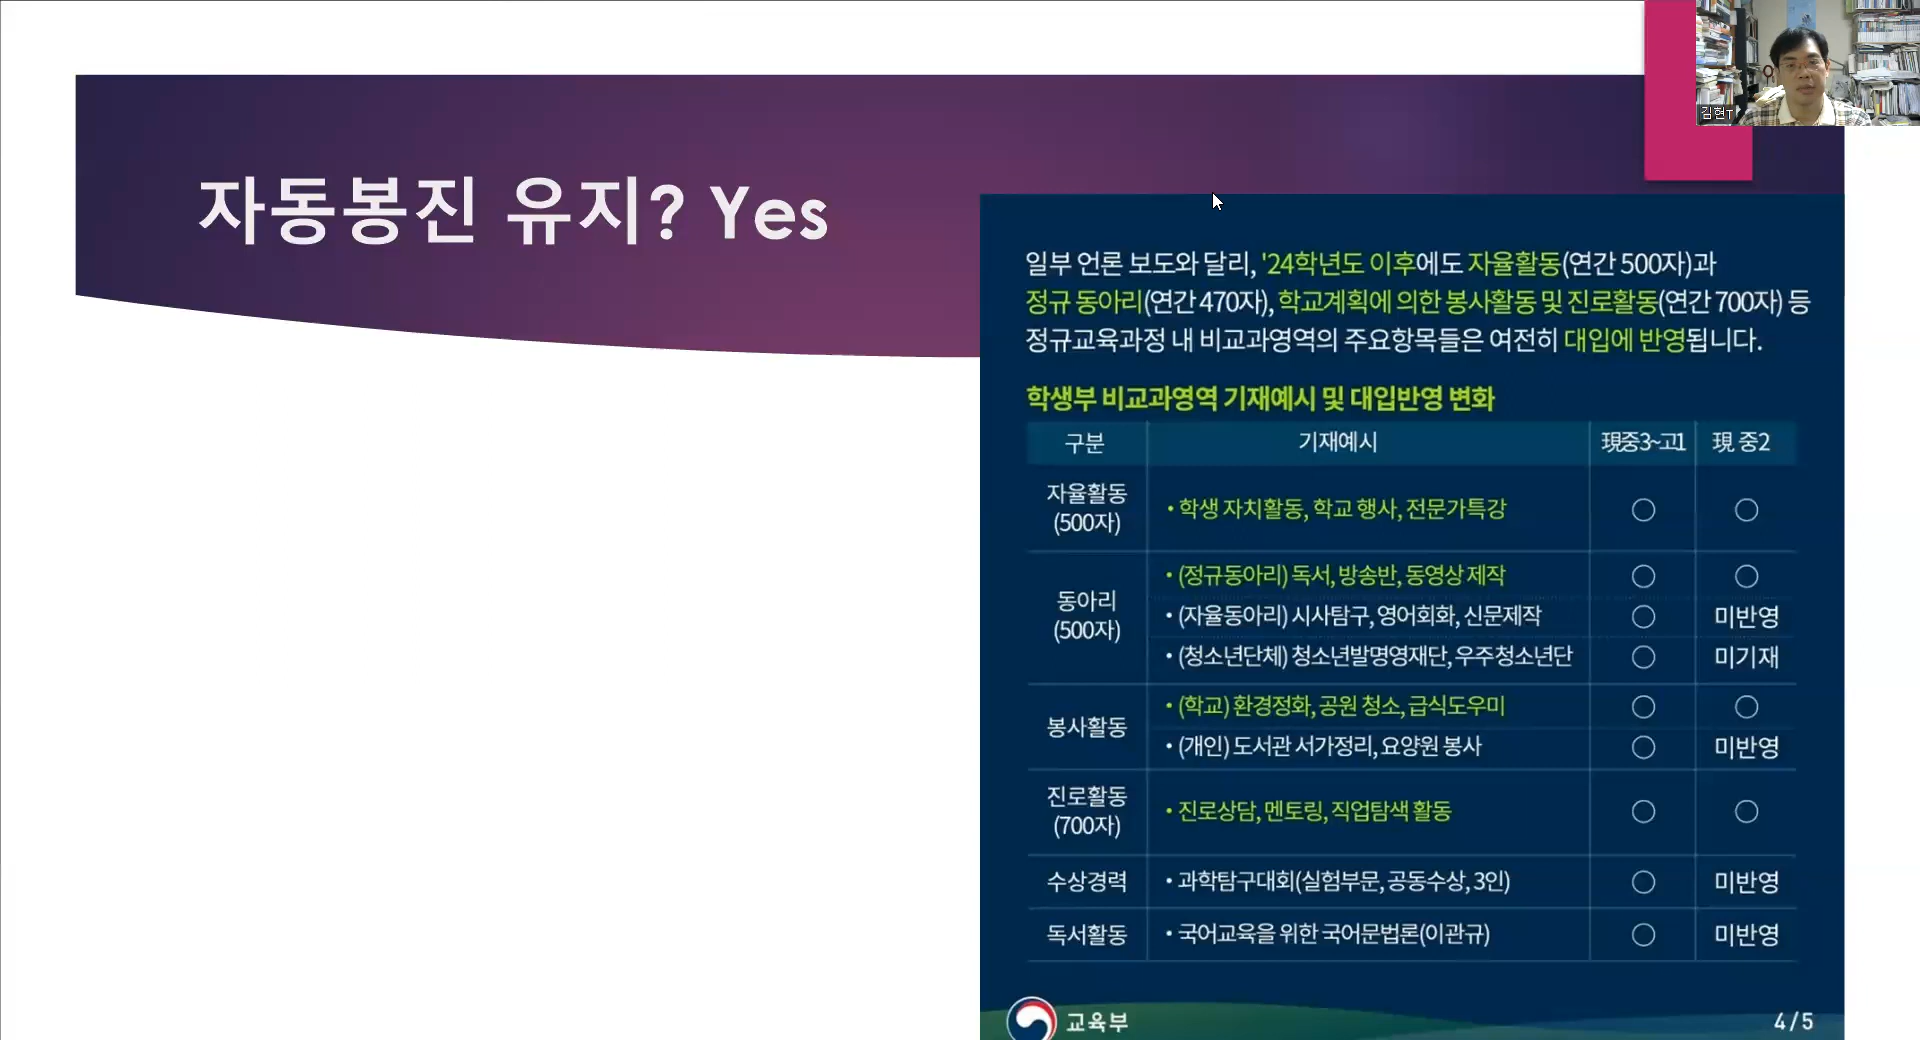 김현T
자동봉진 유지? Yes
일부 언론 보도와 달리, '24학년도 이후에도 자율활동(연간 500자)과
정규 동아리(연간 470자), 학교계획에 의한 봉사활동 및 진로활동(연간 700자) 등
정규교육과정 내 비교과영역의 주요항목들은 여전히 대입에 반영됩니다.
학생부 비교과영역 기재예시 및 대입반영 변화
구분 기재예시 現중3~고1 現 중2
자율활동
(500자)
• 학생 자치활동, 학교 행사, 전문가특강 ○ ○
동아리
(500자)
• (정규동아리) 독서, 방송반, 동영상 제작 ○ ○
• (자율동아리) 시사탐구, 영어회화, 신문제작 ○ 미반영
• (청소년단체) 청소년발명영재단, 우주청소년단 ○ 미기재
봉사활동
• (학교) 환경정화, 공원 청소, 급식도우미 ○ ○
• (개인) 도서관 서가정리, 요양원 봉사 ○ 미반영
진로활동
(700자)
• 진로상담, 멘토링, 직업탐색 활동 ○ ○
수상경력 • 과학탐구대회(실험부문, 공동수상, 3인) ○ 미반영
독서활동 • 국어교육을 위한 국어문법론(이관규) ○ 미반영
교육부
4/5